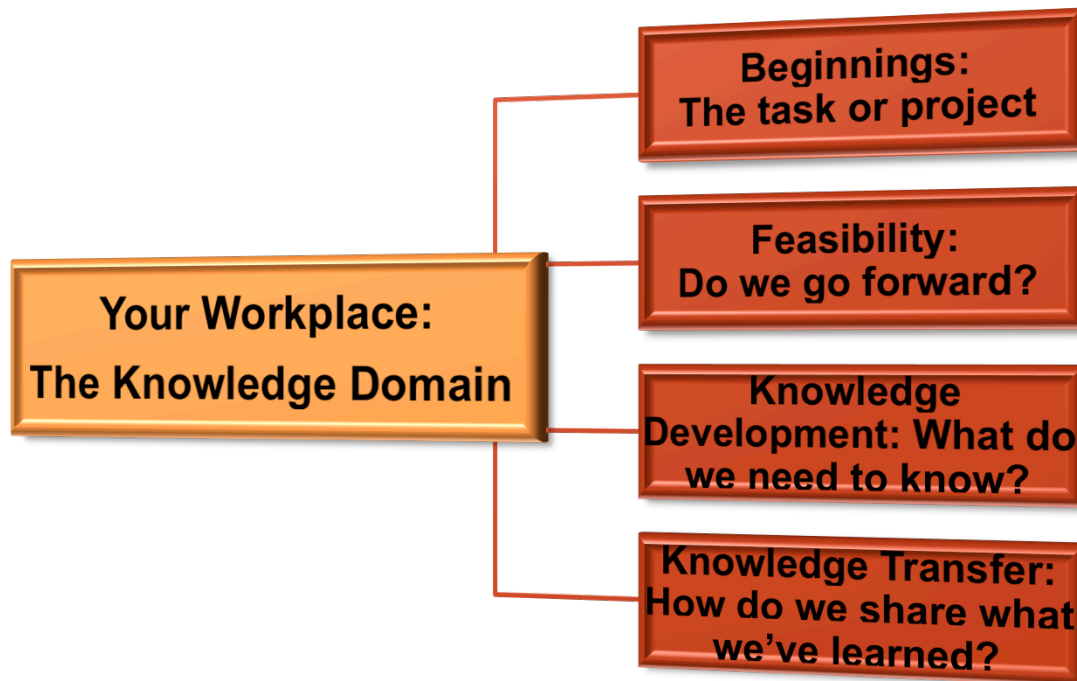 Your Workplace:
The Knowledge Domain
Beginnings:
The task or project
Feasibility:
Do we go forward?
Knowledge
Development: What do
we need to know?
Knowledge Transfer:
How do we share what
we’ve learned?